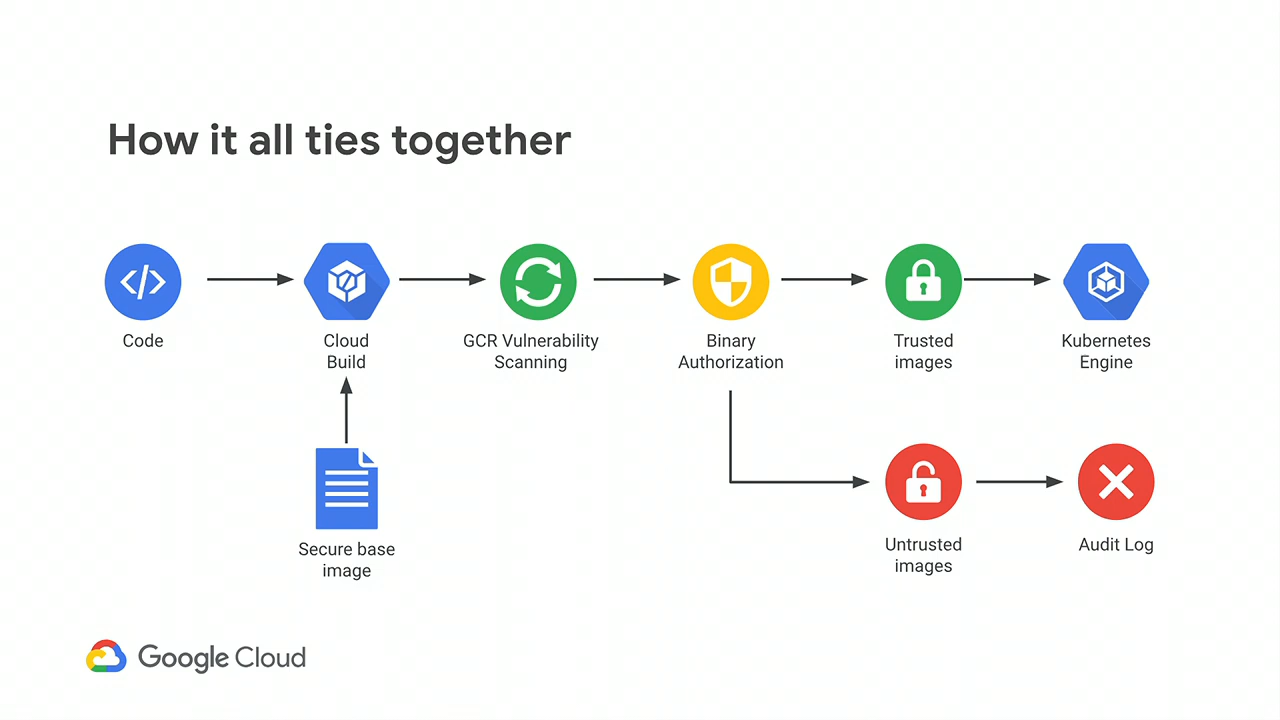 How it all ties together
Code
Cloud
Build
GCR Vulnerability
Scanning
Binary
Authorization
Trusted
images
Kubernetes
Engine
Secure base
image
Untrusted
images
Audit Log
Google Cloud